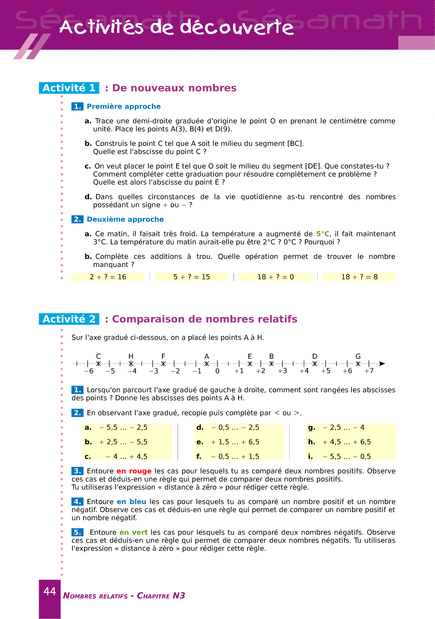 Sésamath - Sésamath
Activités de découverte
Activité 1 : De nouveaux nombres
1. Première approche
a. Trace une demi-droite graduée d'origine le point O en prenant le centimètre comme
unité. Place les points A(3), B(4) et D(9).
b. Construis le point C tel que A soit le milieu du segment [BC].
Quelle est l'abscisse du point C ?
c. On veut placer le point E tel que O soit le milieu du segment [DE]. Que constates-tu ?
Comment compléter cette graduation pour résoudre complètement ce problème ?
Quelle est alors l'abscisse du point E ?
d. Dans quelles circonstances de la vie quotidienne as-tu rencontré des nombres
possédant un signe + ou − ?
2. Deuxième approche
a. Ce matin, il faisait très froid. La température a augmenté de 5°C, il fait maintenant
3°C. La température du matin aurait-elle pu être 2°C ? 0°C ? Pourquoi ?
b. Complète ces additions à trou. Quelle opération permet de trouver le nombre
manquant ?
2 + ? = 16 5 + ? = 15 18 + ? = 0 18 + ? = 8
Activité 2 : Comparaison de nombres relatifs
Sur l'axe gradué ci-dessous, on a placé les points A à H.
C H F A E B D G
−6 −5 −4 −3 −2 −1 0 +1 +2 +3 +4 +5 +6 +7
1. Lorsqu'on parcourt l'axe gradué de gauche à droite, comment sont rangées les abscisses
des points ? Donne les abscisses des points A à H.
2. En observant l'axe gradué, recopie puis complète par < ou >.
a. − 5,5 ... − 2,5 d. − 0,5 ... − 2,5 g. − 2,5 ... − 4
b. + 2,5 ... − 5,5 e. + 1,5 ... + 6,5 h. + 4,5 ... + 6,5
c. − 4 ... + 4,5 f. − 0,5 ... + 1,5 i. − 5,5 ... − 0,5
3. Entoure en rouge les cas pour lesquels tu as comparé deux nombres positifs. Observe
ces cas et déduis-en une règle qui permet de comparer deux nombres positifs.
Tu utiliseras l'expression « distance à zéro » pour rédiger cette règle.
4. Entoure en bleu les cas pour lesquels tu as comparé un nombre positif et un nombre
négatif. Observe ces cas et déduis-en une règle qui permet de comparer un nombre positif et
un nombre négatif.
5. Entoure en vert les cas pour lesquels tu as comparé deux nombres négatifs. Observe
ces cas et déduis-en une règle qui permet de comparer deux nombres négatifs. Tu utiliseras
l'expression « distance à zéro » pour rédiger cette règle.
44 Nombres relatifs - Chapitre N3